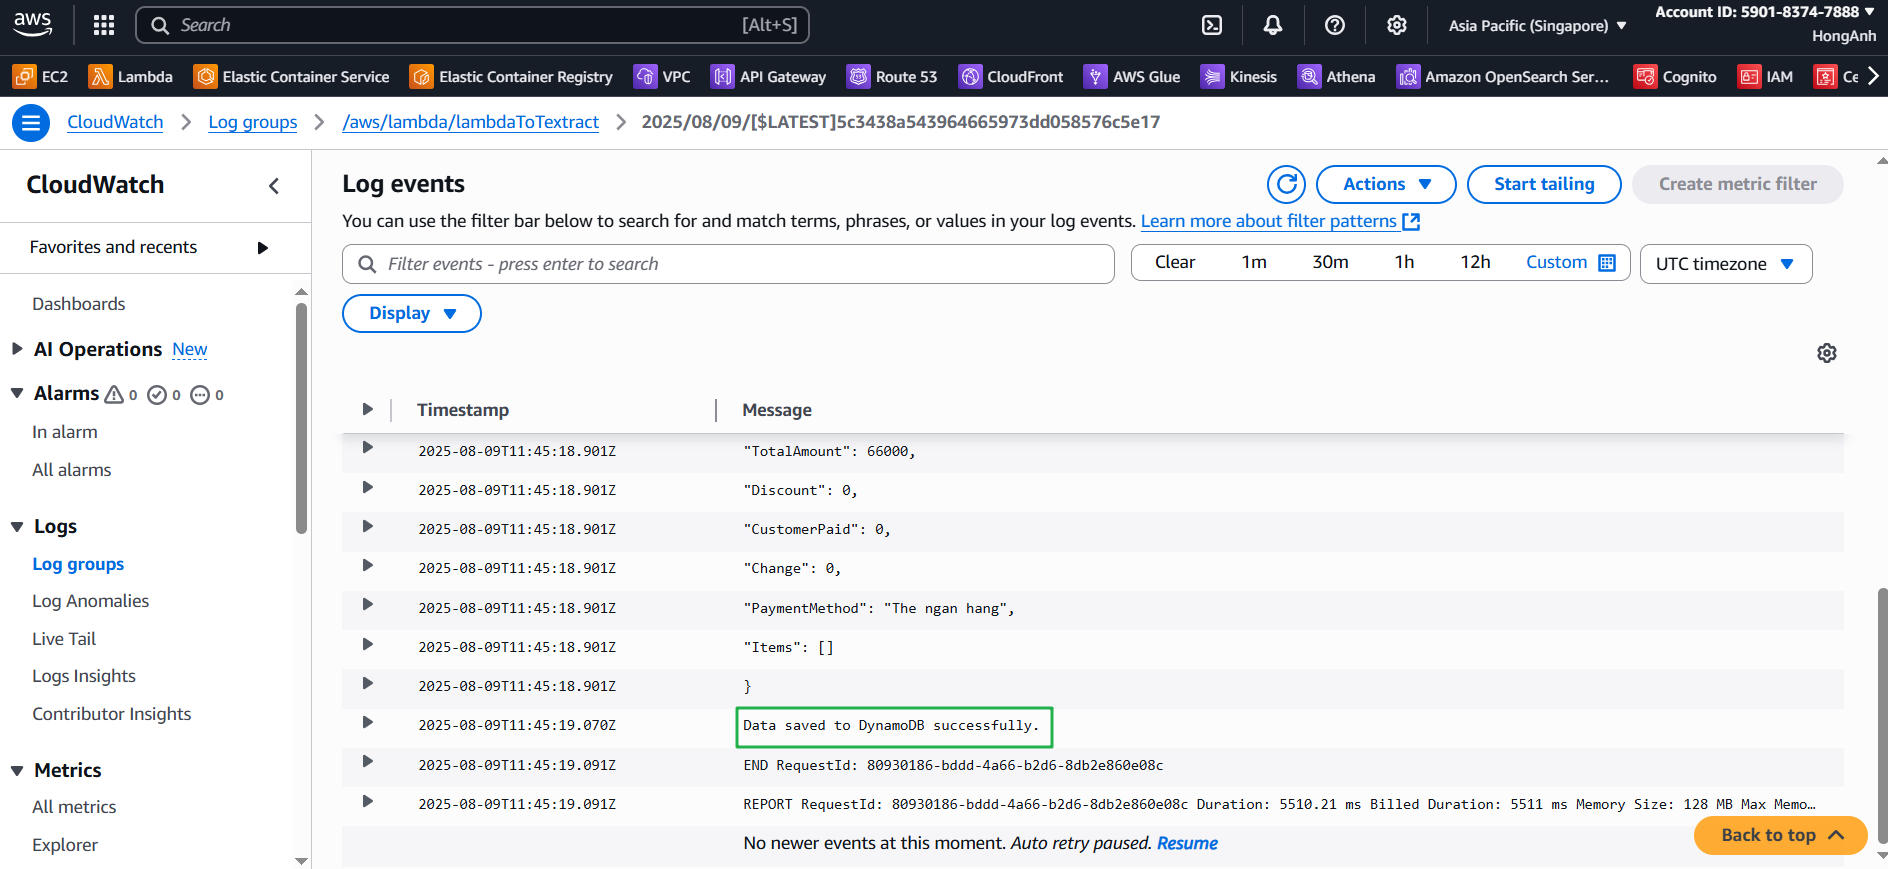 aws
Search [Alt+S]
Asia Pacific (Singapore)
Account ID: 5901-8374-7888
HongAnh
EC2 Lambda Elastic Container Service Elastic Container Registry VPC API Gateway Route 53 CloudFront AWS Glue Kinesis Athena Amazon OpenSearch Ser... Cognito IAM Ce
CloudWatch Log groups /aws/lambda/lambdaToTextract 2025/08/09/[$LATEST]5c3438a543964665973dd058576c5e17
CloudWatch
Favorites and recents
Dashboards
AI Operations New
Alarms 0 0 0
In alarm
All alarms
Logs
Log groups
Log Anomalies
Live Tail
Logs Insights
Contributor Insights
Metrics
All metrics
Explorer
Log events
Actions
Start tailing
Create metric filter
You can use the filter bar below to search for and match terms, phrases, or values in your log events. Learn more about filter patterns
Filter events - press enter to search
Clear 1m 30m 1h 12h Custom
UTC timezone
Display
Timestamp Message
2025-08-09T11:45:18.901Z "TotalAmount": 66000,
2025-08-09T11:45:18.901Z "Discount": 0,
2025-08-09T11:45:18.901Z "CustomerPaid": 0,
2025-08-09T11:45:18.901Z "Change": 0,
2025-08-09T11:45:18.901Z "PaymentMethod": "The ngan hang",
2025-08-09T11:45:18.901Z "Items": []
2025-08-09T11:45:18.901Z }
2025-08-09T11:45:19.070Z Data saved to DynamoDB successfully.
2025-08-09T11:45:19.091Z END RequestId: 80930186-bddd-4a66-b2d6-8db2e860e08c
2025-08-09T11:45:19.091Z REPORT RequestId: 80930186-bddd-4a66-b2d6-8db2e860e08c Duration: 5510.21 ms Billed Duration: 5511 ms Memory Size: 128 MB Max Memo…
No newer events at this moment. Auto retry paused. Resume
Back to top